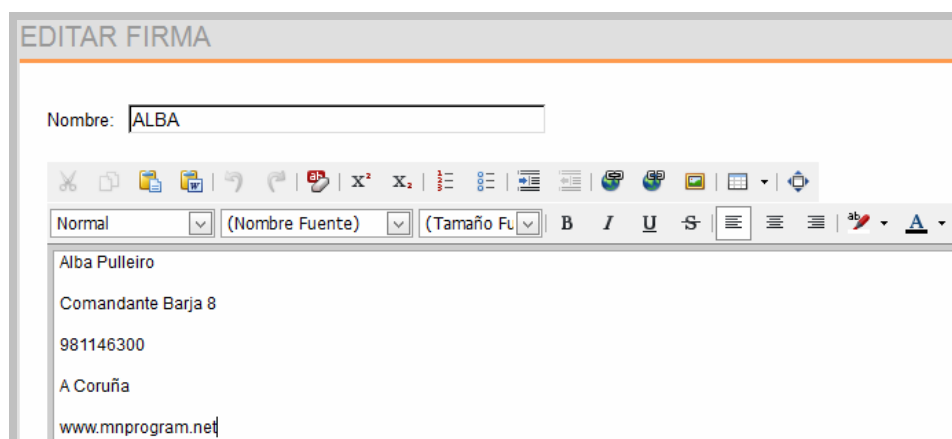 EDITAR FIRMA
Nombre: ALBA
Normal (Nombre Fuente) (Tamaño Fu B I U S A
Alba Pulleiro
Comandante Barja 8
981146300
A Coruña
www.mnprogram.net